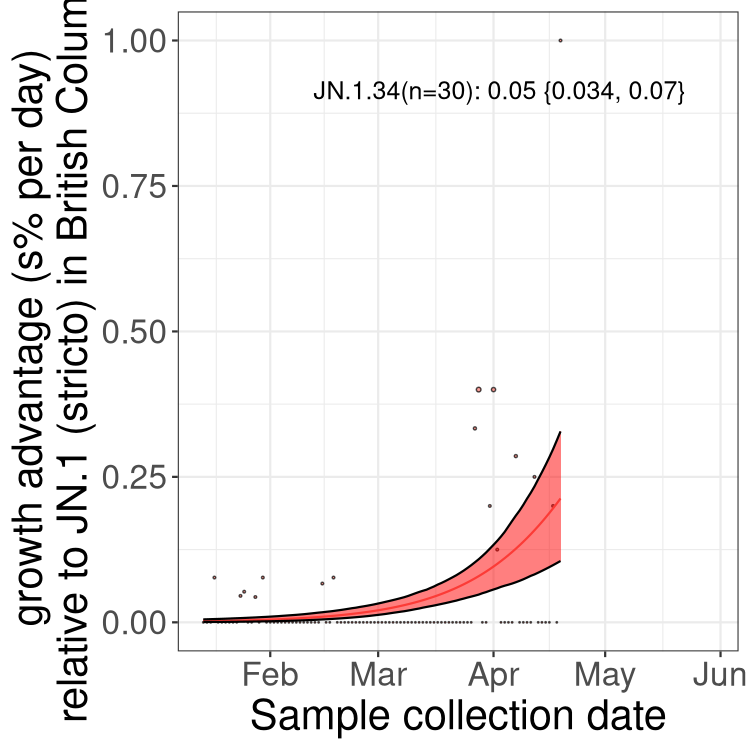 growth advantage (s% per day)
relative to JN.1 (stricto) in British Colum
1.00
0.75
0.50
0.25
0.00
JN.1.34(n=30): 0.05 {0.034, 0.07}
Feb Mar Apr May Jun
Sample collection date